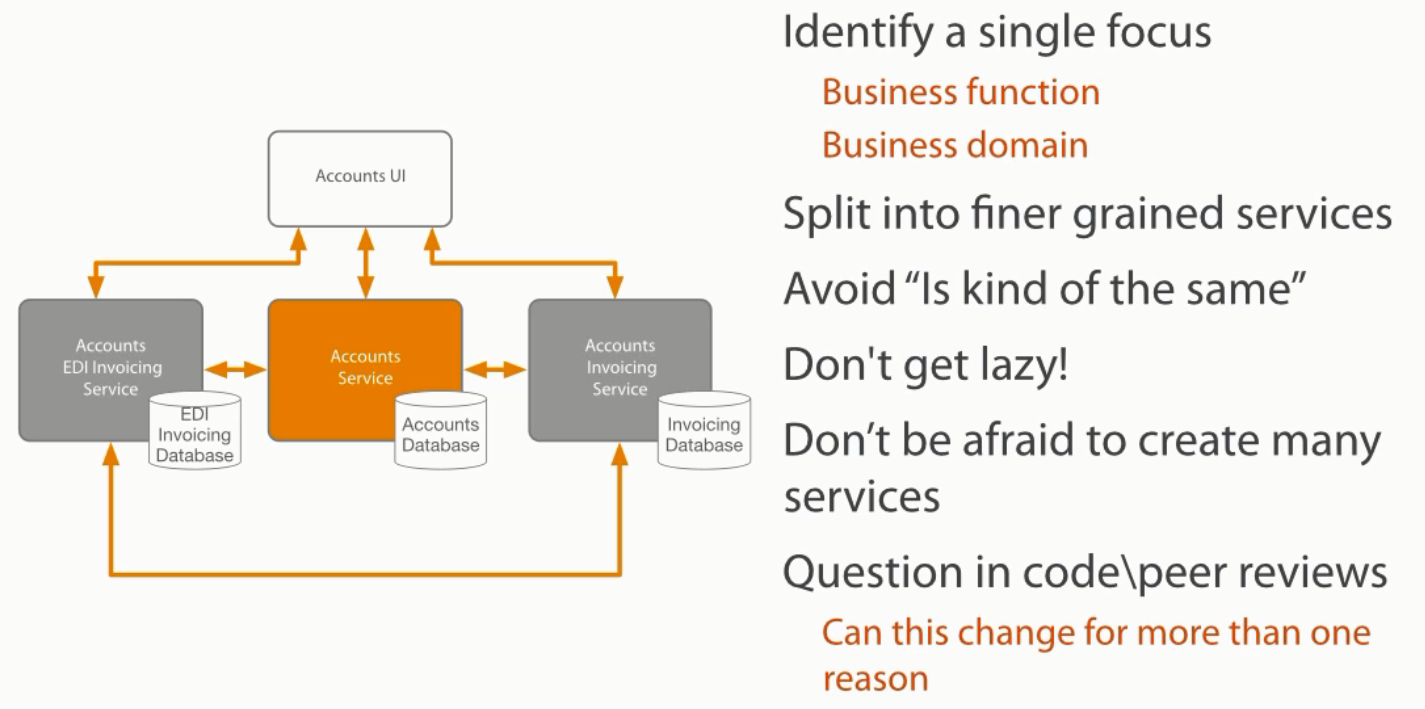 Identify a single focus
Business function
Business domain
Split into finer grained services
Avoid “Is kind of the same”
Don't get lazy!
Don’t be afraid to create many
services
Question in code\peer reviews
Can this change for more than one
reason
Accounts UI
Accounts
EDI Invoicing
Service
EDI
Invoicing
Database
Accounts
Service
Accounts
Database
Accounts
Invoicing
Service
Invoicing
Database